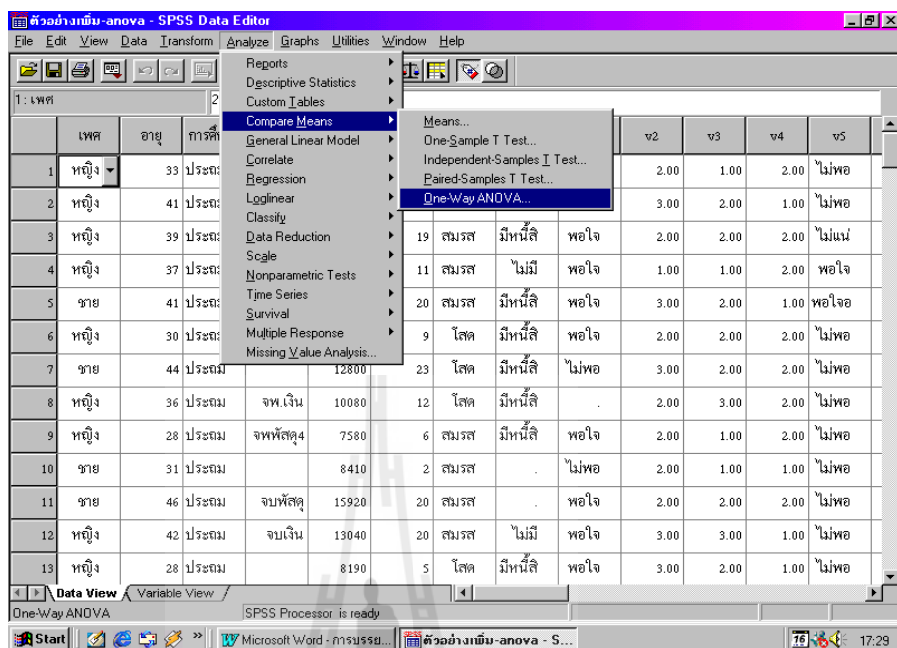 ตัวอย่างเพิ่ม-anova - SPSS Data Editor
File Edit View Data Transform Analyze Graphs Utilities Window Help
1 : เพศ 2
Reports
Descriptive Statistics
Custom Tables
Compare Means
General Linear Model
Correlate
Regression
Loglinear
Classify
Data Reduction
Scale
Nonparametric Tests
Time Series
Survival
Multiple Response
Missing Value Analysis...
Means...
One-Sample T Test...
Independent-Samples T Test...
Paired-Samples T Test...
One-Way ANOVA...
เพศ อายุ การศึ v2 v3 v4 v5
1 หญิง 33 ประถม 2.00 1.00 2.00 ไม่พอ
2 หญิง 41 ประถ 3.00 2.00 1.00 ไม่พอ
3 หญิง 39 ประถ 19 สมรส มีหนี้สิ พอใจ 2.00 2.00 2.00 ไม่แน่
4 หญิง 37 ประถ 11 สมรส ไม่มี พอใจ 1.00 1.00 2.00 พอใจ
5 ชาย 41 ประถ 20 สมรส มีหนี้สิ พอใจ 3.00 2.00 1.00 พอใจอ
6 หญิง 30 ประถ 9 โสด มีหนี้สิ พอใจ 2.00 2.00 2.00 ไม่พอ
7 ชาย 44 ประถม 12800 23 โสด มีหนี้สิ ไม่พอ 3.00 2.00 2.00 ไม่พอ
8 หญิง 36 ประถม จพ.เงิน 10080 12 โสด มีหนี้สิ . 2.00 3.00 2.00 ไม่พอ
9 หญิง 28 ประถม จพพัสดุ4 7580 6 สมรส มีหนี้สิ พอใจ 2.00 1.00 2.00 ไม่พอ
10 ชาย 31 ประถม 8410 2 สมรส . ไม่พอ 2.00 1.00 1.00 ไม่พอ
11 ชาย 46 ประถม จบพัสดุ 15920 20 สมรส . พอใจ 2.00 2.00 2.00 ไม่พอ
12 หญิง 42 ประถม จบเงิน 13040 20 สมรส ไม่มี พอใจ 3.00 3.00 1.00 ไม่พอ
13 หญิง 28 ประถม 8190 5 โสด มีหนี้สิ พอใจ 3.00 2.00 1.00 ไม่พอ
Data View Variable View
One-Way ANOVA SPSS Processor is ready
Start » Microsoft Word - การบรรย... ตัวอย่างเพิ่ม-anova - S... 16 17:29